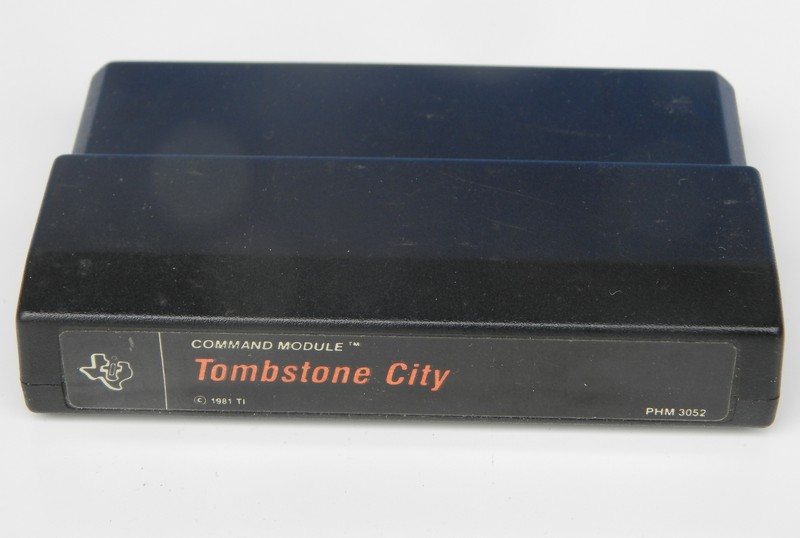 COMMAND MODULE™
Tombstone City
© 1981 TI
PHM 3052